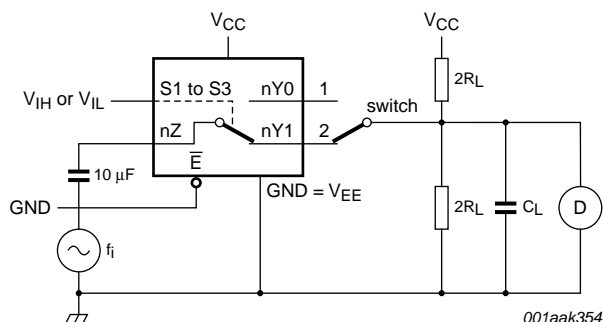 VCC
VCC
2RL
S1 to S3
nY0
1
VIH or VIL
switch
nZ
nY1
2
E
10 μF
GND = VEE
GND
2RL
CL
D
fi
001aak354